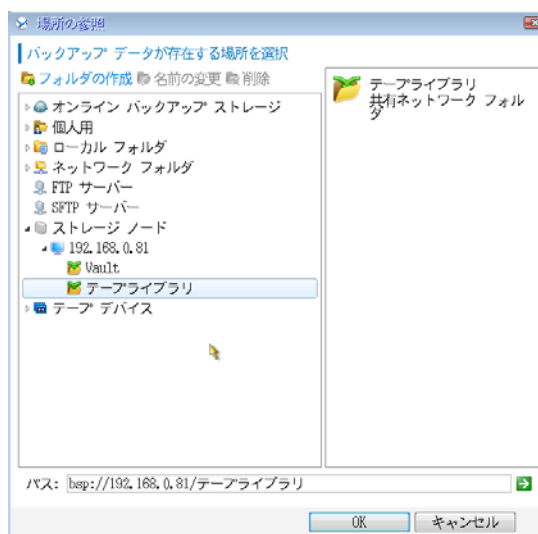 場所の参照
バックアップ データが存在する場所を選択
フォルダの作成 名前の変更 削除
オンライン バックアップ ストレージ
個人用
ローカル フォルダ
ネットワーク フォルダ
FTP サーバー
SFTP サーバー
ストレージ ノード
192.168.0.81
Vault
テープライブラリ
テープ デバイス
テープライブラリ
共有ネットワーク フォル
ダ
パス: bsp://192.168.0.81/テープライブラリ
OK キャンセル